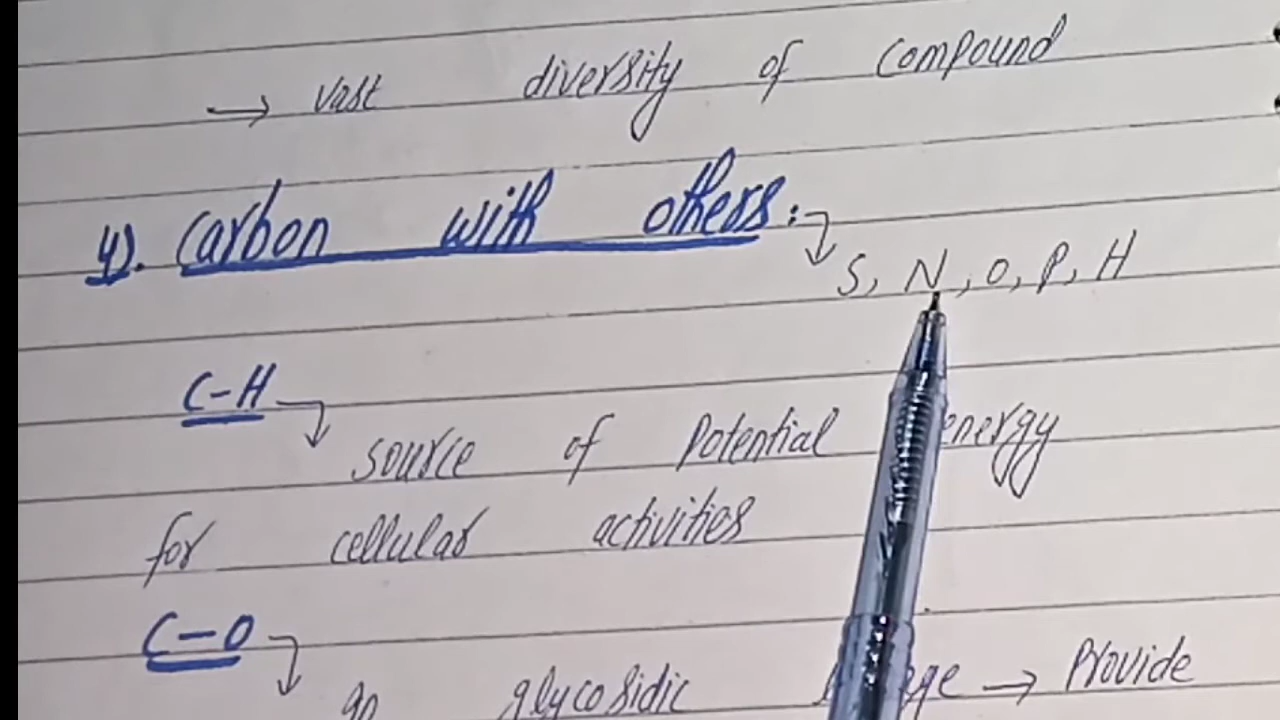 → vast diversity of compound
4). Carbon with others:
S, N, O, P, H
C-H
source of potential energy
for cellular activities
C-O
glycosidic → provide